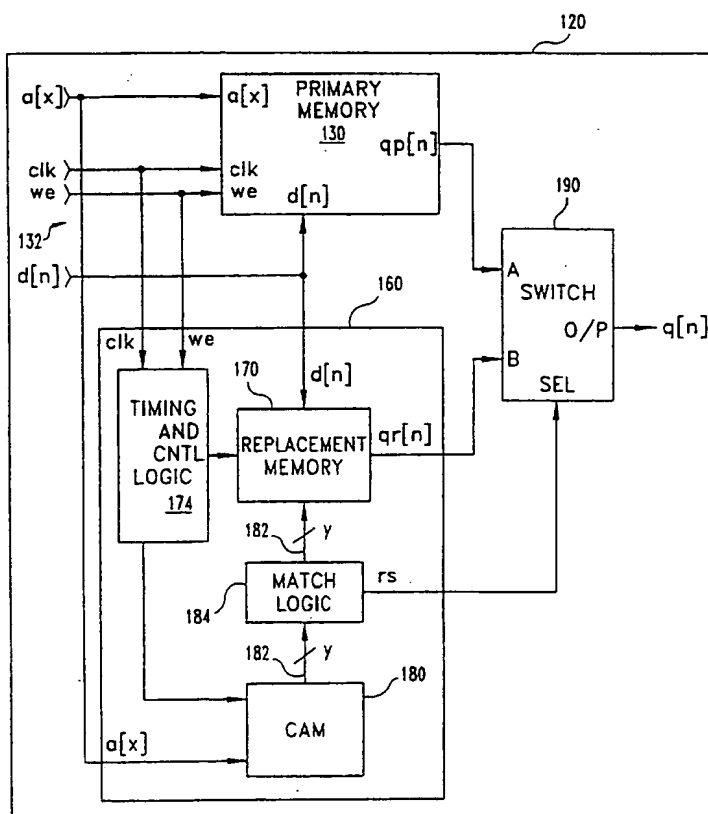 120
a[x]
a[x]
PRIMARY
MEMORY
130
qp[n]
clk
clk
we
we
d[n]
190
132
A
SWITCH
d[n]
160
O/P
q[n]
clk
we
B
d[n]
SEL
170
TIMING
AND
CNTL
LOGIC
174
REPLACEMENT
MEMORY
qr[n]
182
y
MATCH
LOGIC
rs
184
182
y
180
CAM
a[x]